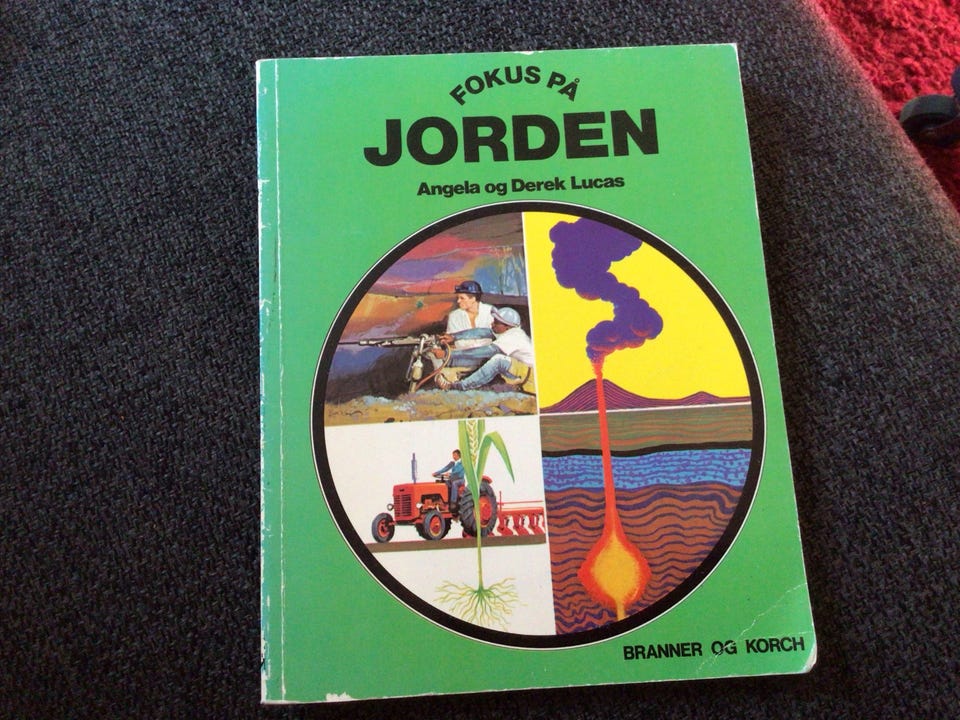 FOKUS PÅ
JORDEN
Angela og Derek Lucas
BRANNER OG KORCH